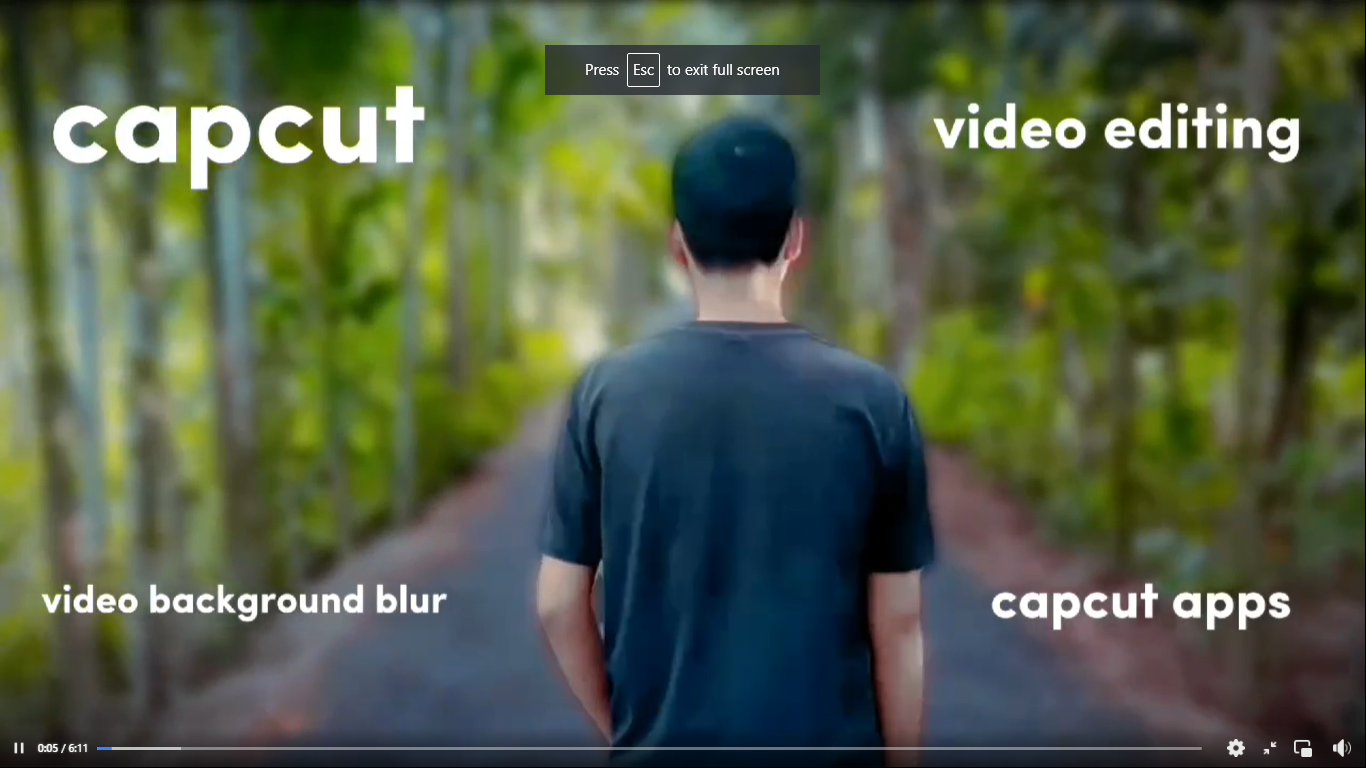 Press Esc to exit full screen
capcut
video editing
video background blur
capcut apps
0:05 / 6:11